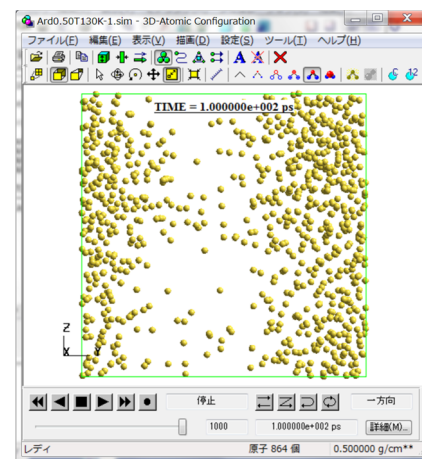 Ard0.50T130K-1.sim - 3D-Atomic Configuration
ファイル(F) 編集(E) 表示(V) 描画(D) 設定(S) ツール(T) ヘルプ(H)
A
6 12
TIME = 1.000000e+002 ps
Z
X
停止
一方向
1000
1.000000e+002 ps
詳細(M)...
レディ
原子 864 個
0.500000 g/cm**